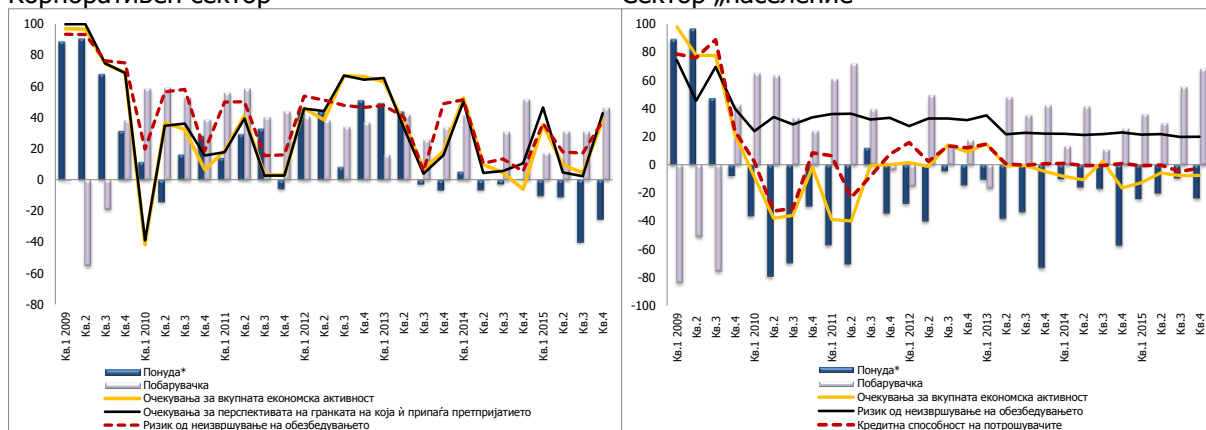 Корпоративен сектор
Сектор „население
100
80
60
40
20
0
-20
-40
-60
-80
Кв.1 2009
Кв.2
Кв.3
Кв.4
Кв.1 2010
Кв.2
Кв.3
Кв.4
Кв.1 2011
Кв.2
Кв.3
Кв.4
Кв.1 2012
Кв.2
Кв.3
Кв.4
Кв.1 2013
Кв.2
Кв.3
Кв.4
Кв.1 2014
Кв.2
Кв.3
Кв.4
Кв.1 2015
Кв.2
Кв.3
Кв.4
Понуда*
Побарувачка
Очекувања за вкупната економска активност
Очекувања за перспективата на гранката на која ѝ припаѓа претпријатието
Ризик од неизвршување на обезбедувањето
100
80
60
40
20
0
-20
-40
-60
-80
-100
Кв.1 2009
Кв.2
Кв.3
Кв.4
Кв.1 2010
Кв.2
Кв.3
Кв.4
Кв.1 2011
Кв.2
Кв.3
Кв.4
Кв.1 2012
Кв.2
Кв.3
Кв.4
Кв.1 2013
Кв.2
Кв.3
Кв.4
Кв.1 2014
Кв.2
Кв.3
Кв.4
Кв.1 2015
Кв.2
Кв.3
Кв.4
Понуда*
Побарувачка
Очекувања за вкупната економска активност
Ризик од неизвршување на обезбедувањето
Кредитна способност на потрошувачите